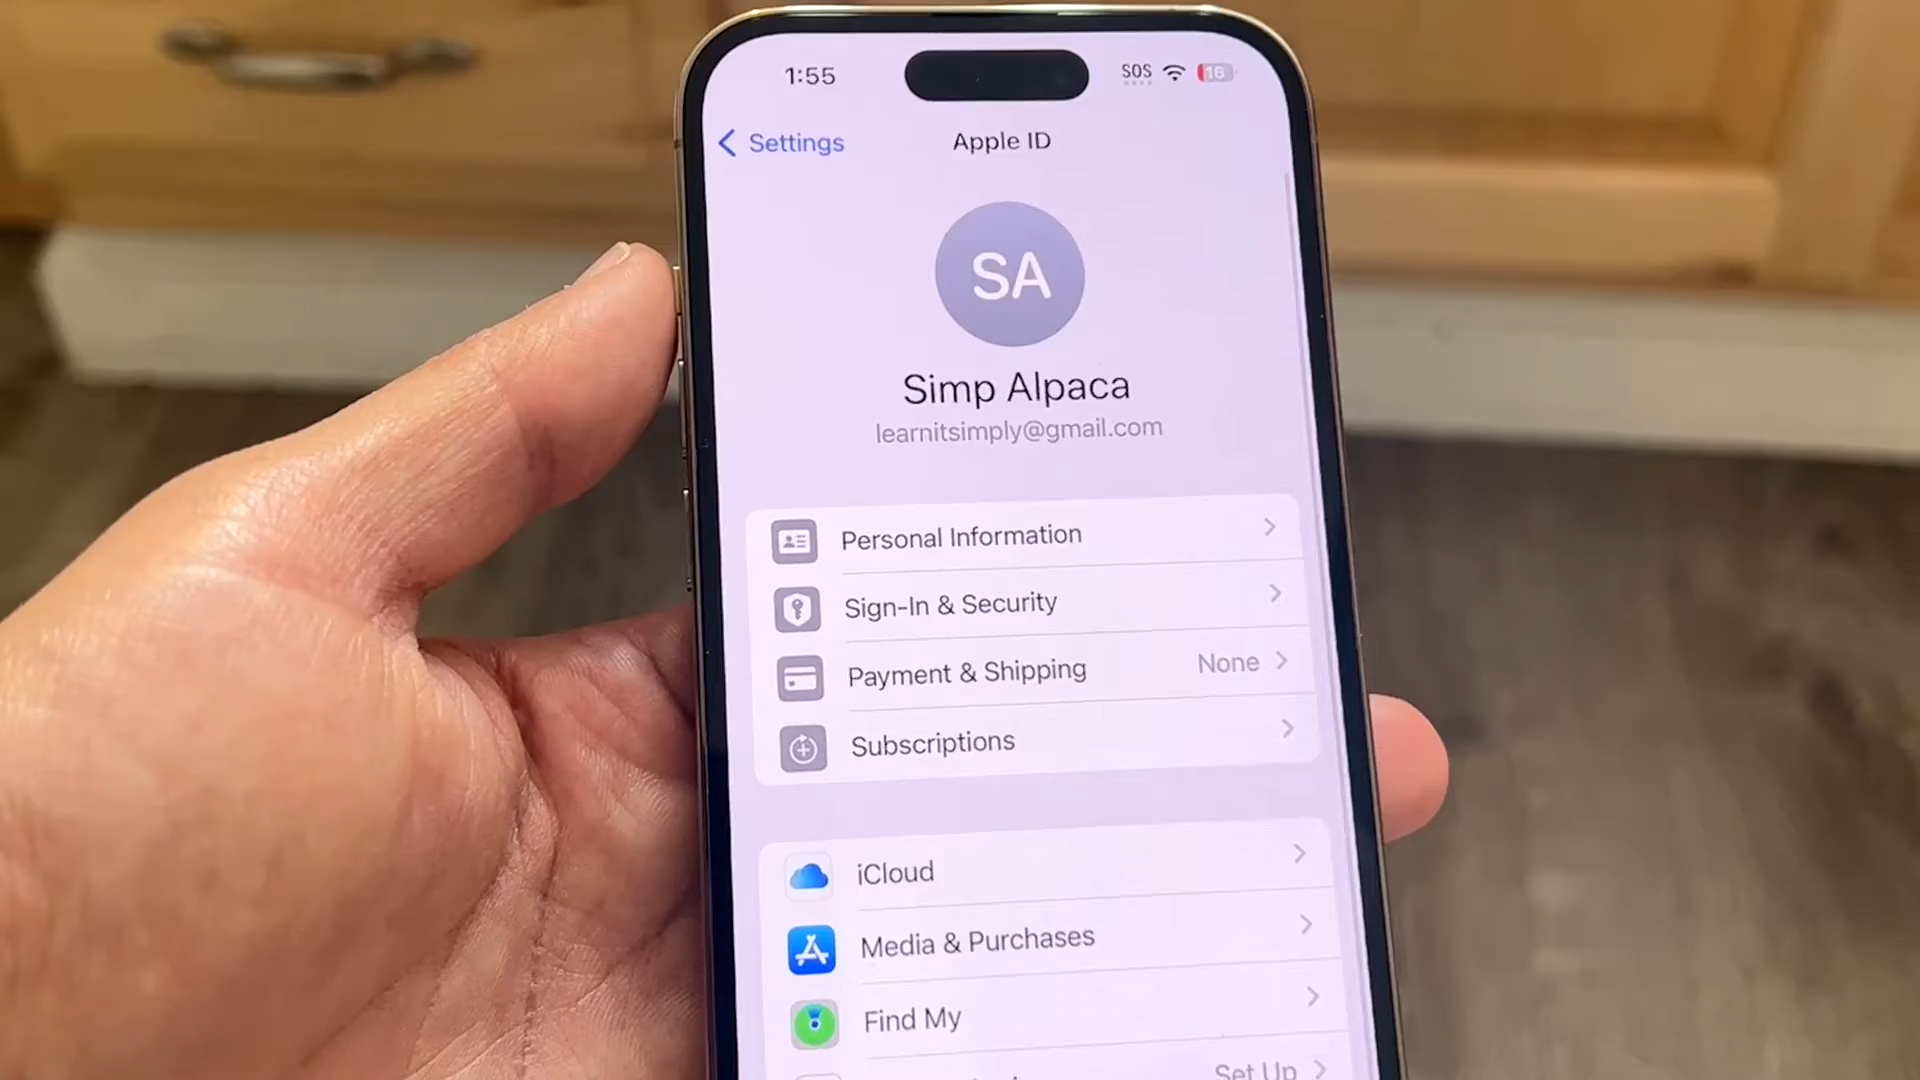 1:55
SOS
16
Settings
Apple ID
SA
Simp Alpaca
learnitsimply@gmail.com
Personal Information
Sign-In & Security
Payment & Shipping None
Subscriptions
iCloud
Media & Purchases
Find My
Set Up